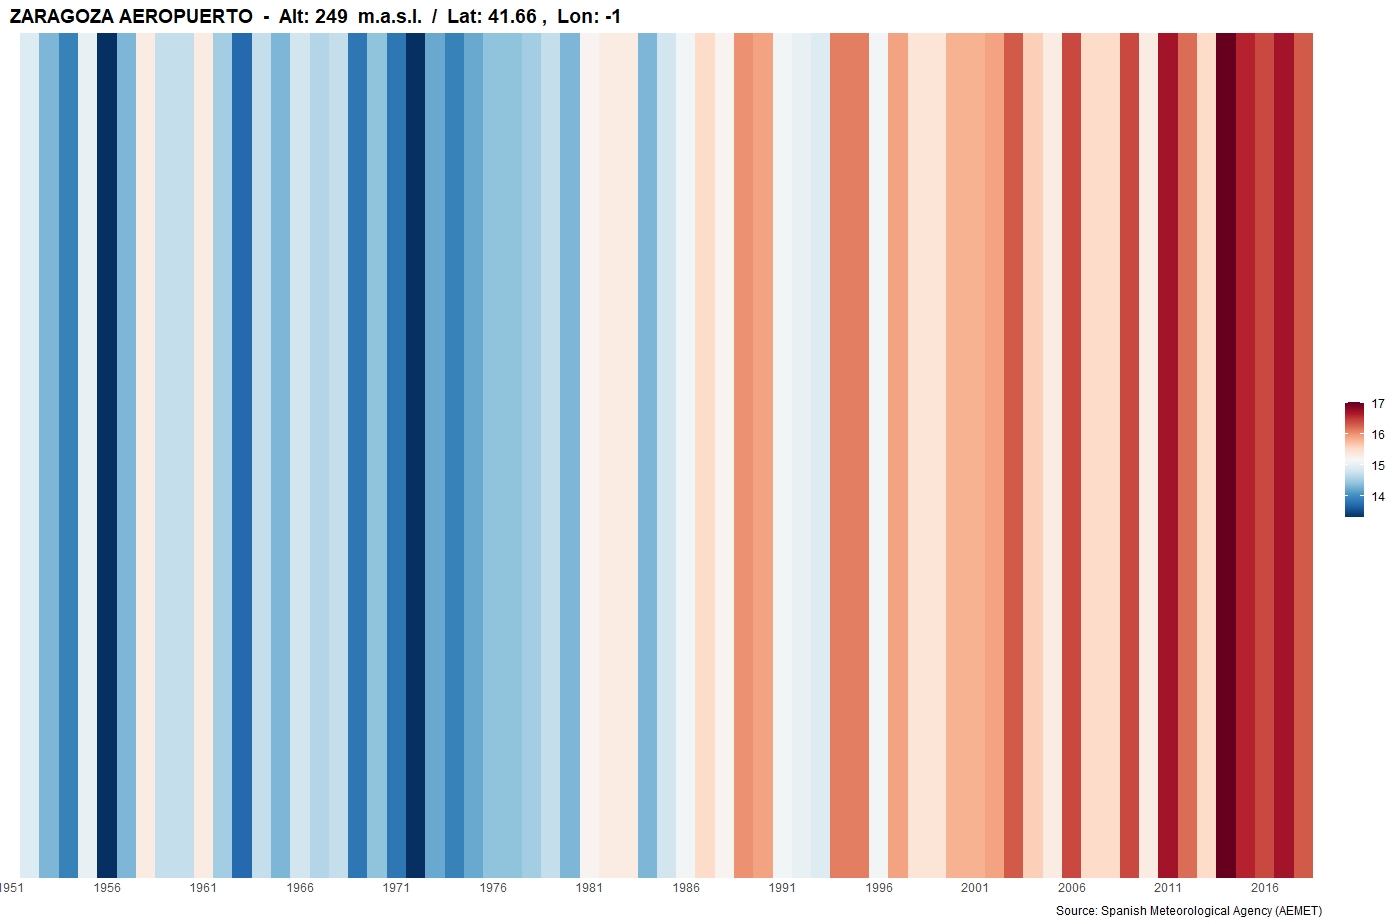 ZARAGOZA AEROPUERTO - Alt: 249 m.a.s.l. / Lat: 41.66 , Lon: -1
17
16
15
14
1951 1956 1961 1966 1971 1976 1981 1986 1991 1996 2001 2006 2011 2016
Source: Spanish Meteorological Agency (AEMET)